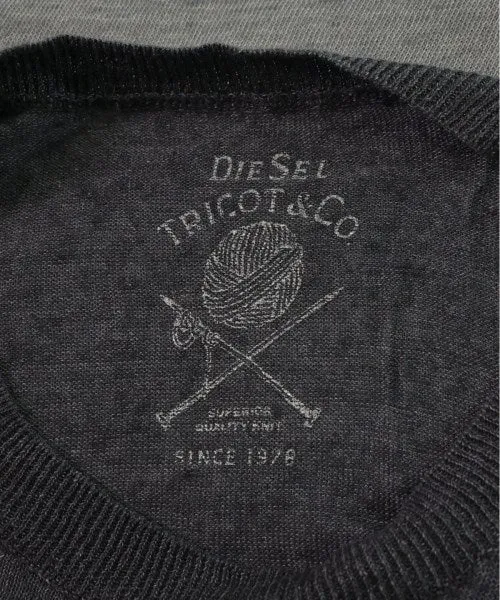 DIESEL
TRICOT & CO
SUPERIOR
QUALITY KNIT
SINCE 1978